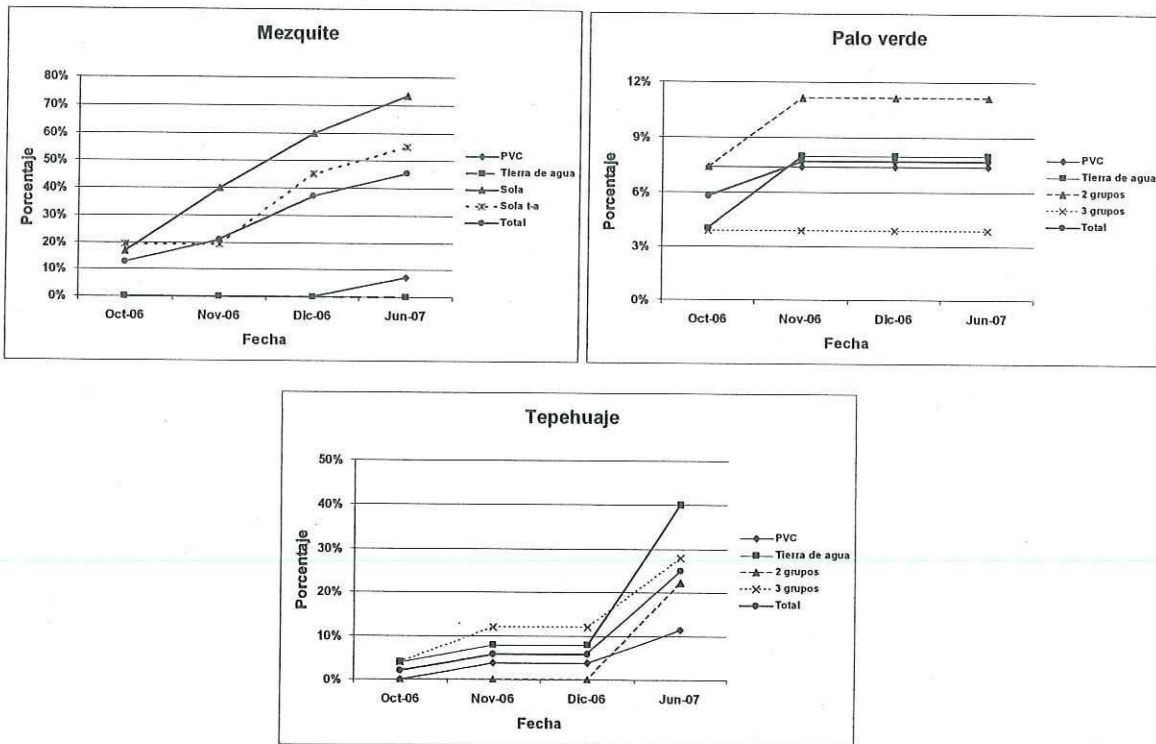 Mezquite
80%
70%
60%
50%
40%
30%
20%
10%
0%
Porcentaje
Oct-06 Nov-06 Dic-06 Jun-07
Fecha
PVC
Tierra de agua
Sola
Sola t-a
Total
Palo verde
12%
9%
6%
3%
0%
Porcentaje
Oct-06 Nov-06 Dic-06 Jun-07
Fecha
PVC
Tierra de agua
2 grupos
3 grupos
Total
Tepehuaje
50%
40%
30%
20%
10%
0%
Porcentaje
Oct-06 Nov-06 Dic-06 Jun-07
Fecha
PVC
Tierra de agua
2 grupos
3 grupos
Total